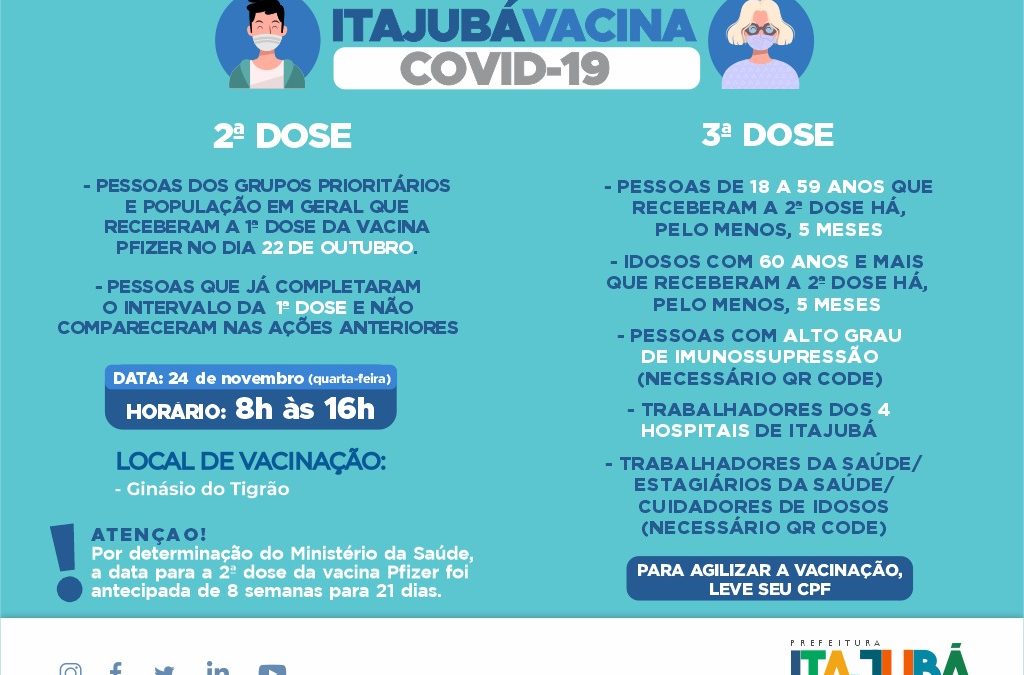 ITAJUBÁVACINA
COVID-19
2ª DOSE
- PESSOAS DOS GRUPOS PRIORITÁRIOS
E POPULAÇÃO EM GERAL QUE
RECEBERAM A 1ª DOSE DA VACINA
PFIZER NO DIA 22 DE OUTUBRO.
- PESSOAS QUE JÁ COMPLETARAM
O INTERVALO DA 1ª DOSE E NÃO
COMPARECERAM NAS AÇÕES ANTERIORES
DATA: 24 de novembro (quarta-feira)
HORÁRIO: 8h às 16h
LOCAL DE VACINAÇÃO:
- Ginásio do Tigrão
ATENÇAO!
Por determinação do Ministério da Saúde,
a data para a 2ª dose da vacina Pfizer foi
antecipada de 8 semanas para 21 dias.
3ª DOSE
- PESSOAS DE 18 A 59 ANOS QUE
RECEBERAM A 2ª DOSE HÁ,
PELO MENOS, 5 MESES
- IDOSOS COM 60 ANOS E MAIS
QUE RECEBERAM A 2ª DOSE HÁ,
PELO MENOS, 5 MESES
- PESSOAS COM ALTO GRAU
DE IMUNOSSUPRESSÃO
(NECESSÁRIO QR CODE)
- TRABALHADORES DOS 4
HOSPITAIS DE ITAJUBÁ
- TRABALHADORES DA SAÚDE/
ESTAGIÁRIOS DA SAÚDE/
CUIDADORES DE IDOSOS
(NECESSÁRIO QR CODE)
PARA AGILIZAR A VACINAÇÃO,
LEVE SEU CPF
PREFEITURA
ITAJUBÁ